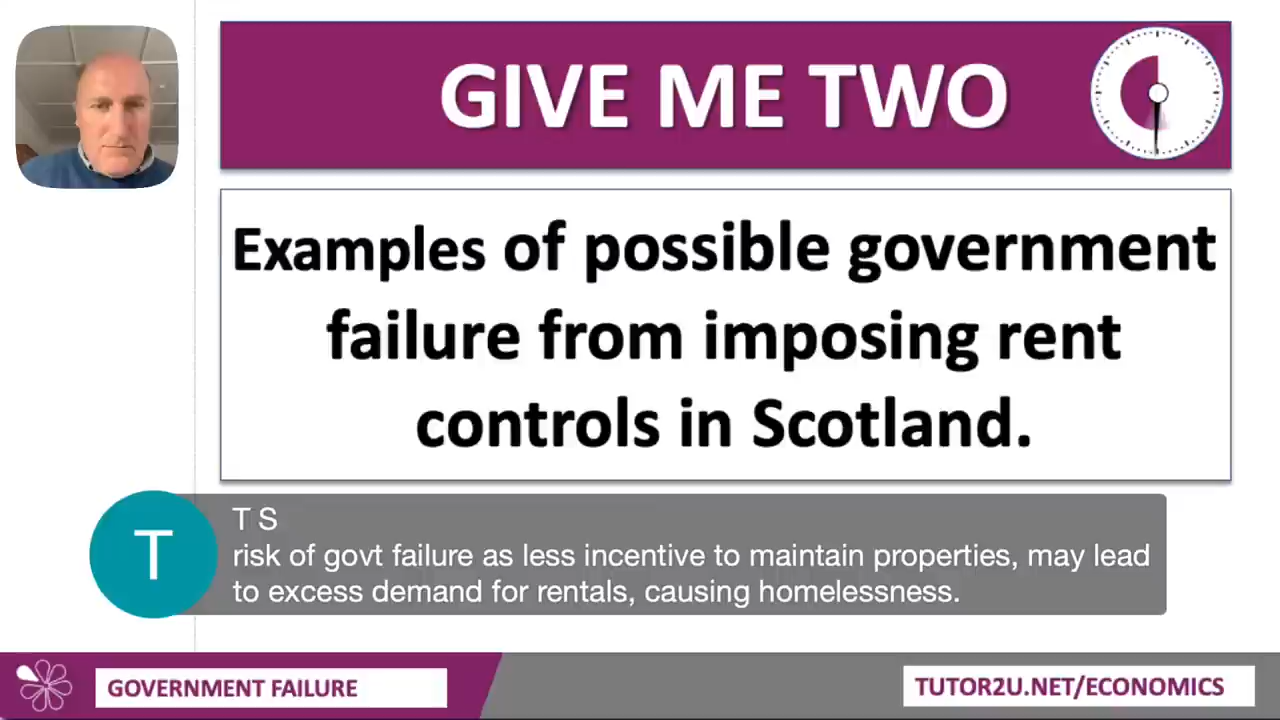 GIVE ME TWO
Examples of possible government
failure from imposing rent
controls in Scotland.
T
T S
risk of govt failure as less incentive to maintain properties, may lead
to excess demand for rentals, causing homelessness.
GOVERNMENT FAILURE
TUTOR2U.NET/ECONOMICS